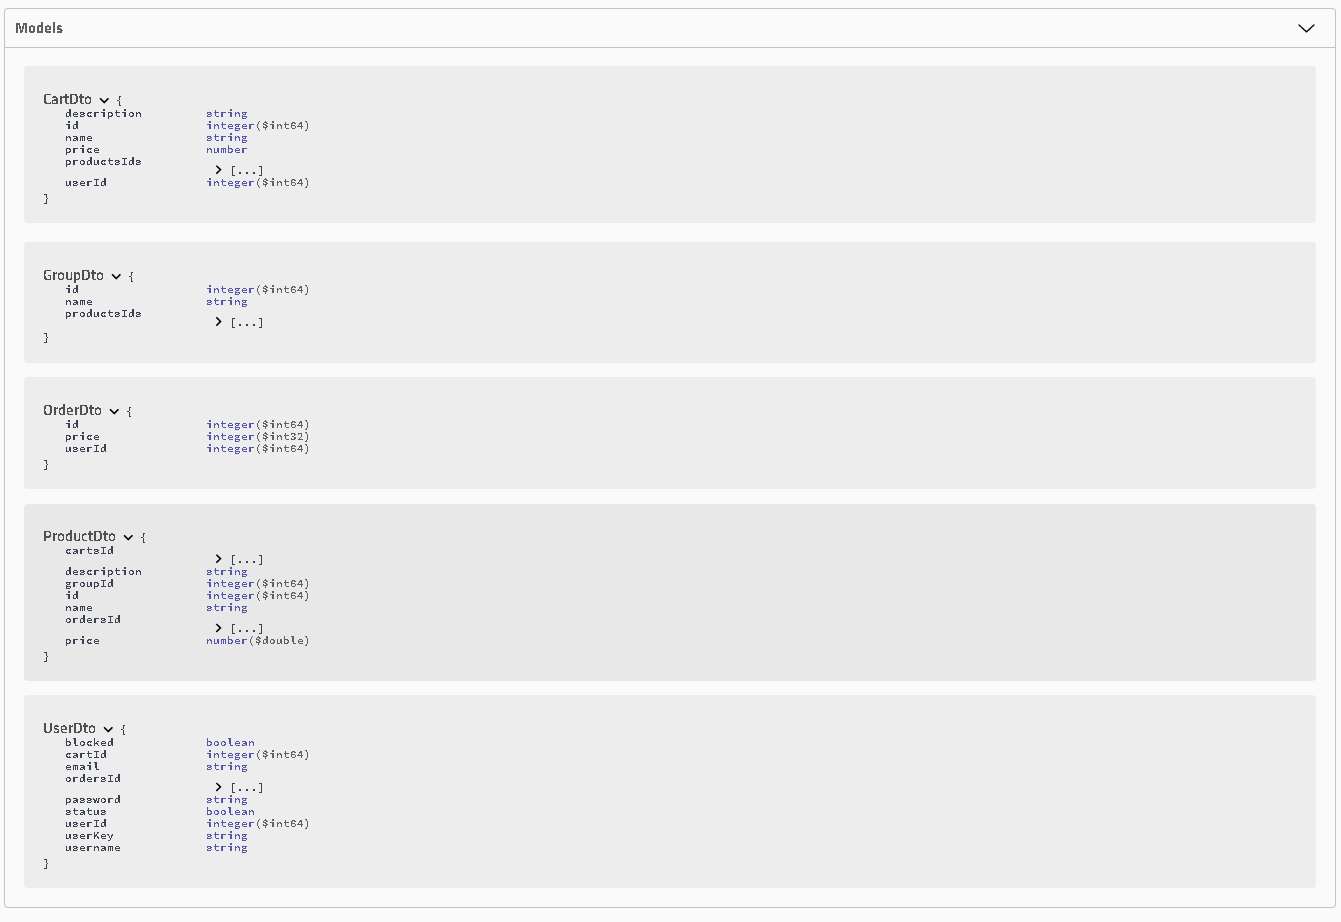 Models
CartDto {
description string
id integer($int64)
name string
price number
productsIds
[...]
userId integer($int64)
}
GroupDto {
id integer($int64)
name string
productsIds
[...]
}
OrderDto {
id integer($int64)
price integer($int32)
userId integer($int64)
}
ProductDto {
cartsId
[...]
description string
groupId integer($int64)
id integer($int64)
name string
ordersId
[...]
price number($double)
}
UserDto {
blocked boolean
cartId integer($int64)
email string
ordersId
[...]
password string
status boolean
userId integer($int64)
userKey string
username string
}